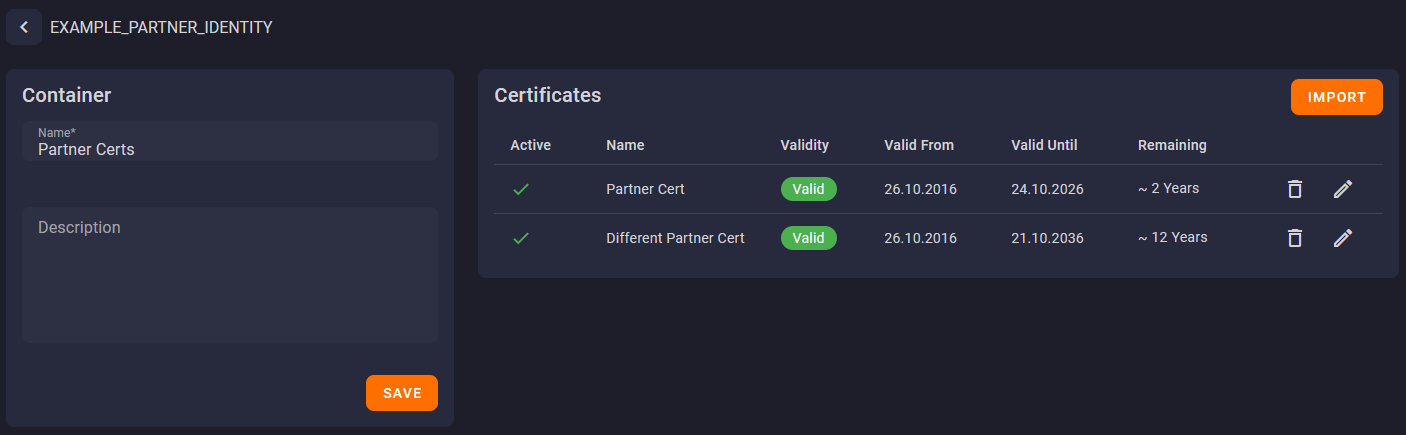 EXAMPLE_PARTNER_IDENTITY
Container
Name*
Partner Certs
Description
SAVE
Certificates
IMPORT
Active Name Validity Valid From Valid Until Remaining
Partner Cert Valid 26.10.2016 24.10.2026 ~ 2 Years
Different Partner Cert Valid 26.10.2016 21.10.2036 ~ 12 Years